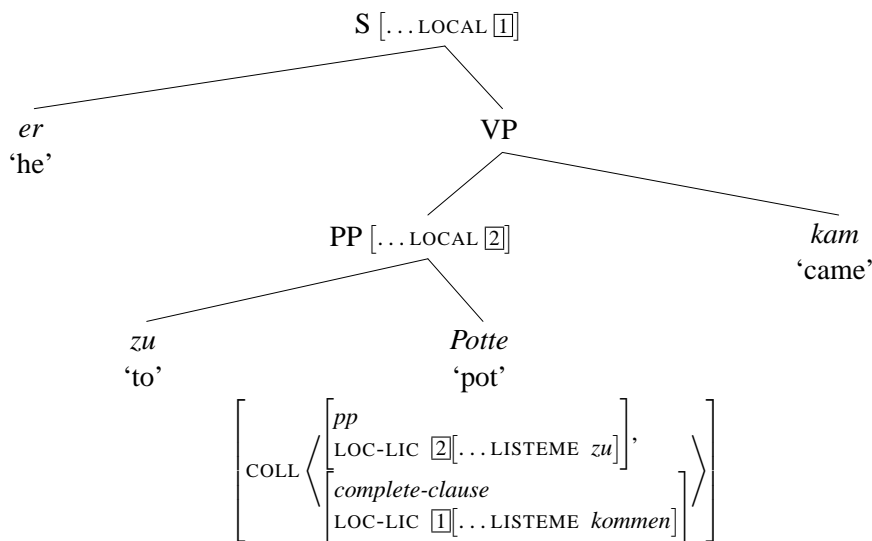 S [...LOCAL 1]
er
‘he’
VP
PP [...LOCAL 2]
kam
‘came’
zu
‘to’
Potte
‘pot’
COLL ⟨[pp
LOC-LIC 2[...LISTEME zu]],
[complete-clause
LOC-LIC 1[...LISTEME kommen]]⟩